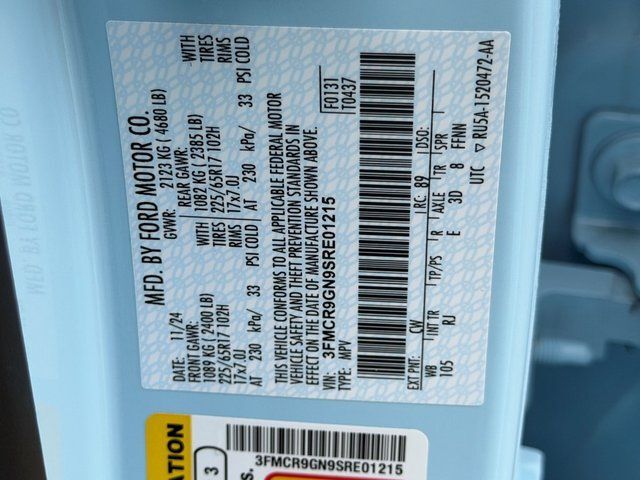 MFD. BY FORD MOTOR CO.
DATE: 11/24 GVWR: 2123 KG ( 4680 LB)
FRONT GAWR: REAR GAWR:
1089 KG ( 2400 LB) 1082 KG ( 2385 LB) WITH
225/65R17 102H TIRES 225/65R17 102H TIRES
17x7.0J RIMS 17x7.0J RIMS
AT 230 kPa/ 33 PSI COLD AT 230 kPa/ 33 PSI COLD
THIS VEHICLE CONFORMS TO ALL APPLICABLE FEDERAL MOTOR
VEHICLE SAFETY AND THEFT PREVENTION STANDARDS IN
EFFECT ON THE DATE OF MANUFACTURE SHOWN ABOVE.
VIN: 3FMCR9GN9SRE01215 F0131
TYPE: MPV T0437
EXT PNT: CW RC: 89 DSO:
WB INT TR TP/PS R AXLE TR SPR
105 RJ E 3D 8 FFMN
UTC ▽ RU5A-1520472-AA
3FMCR9GN9SRE01215
3